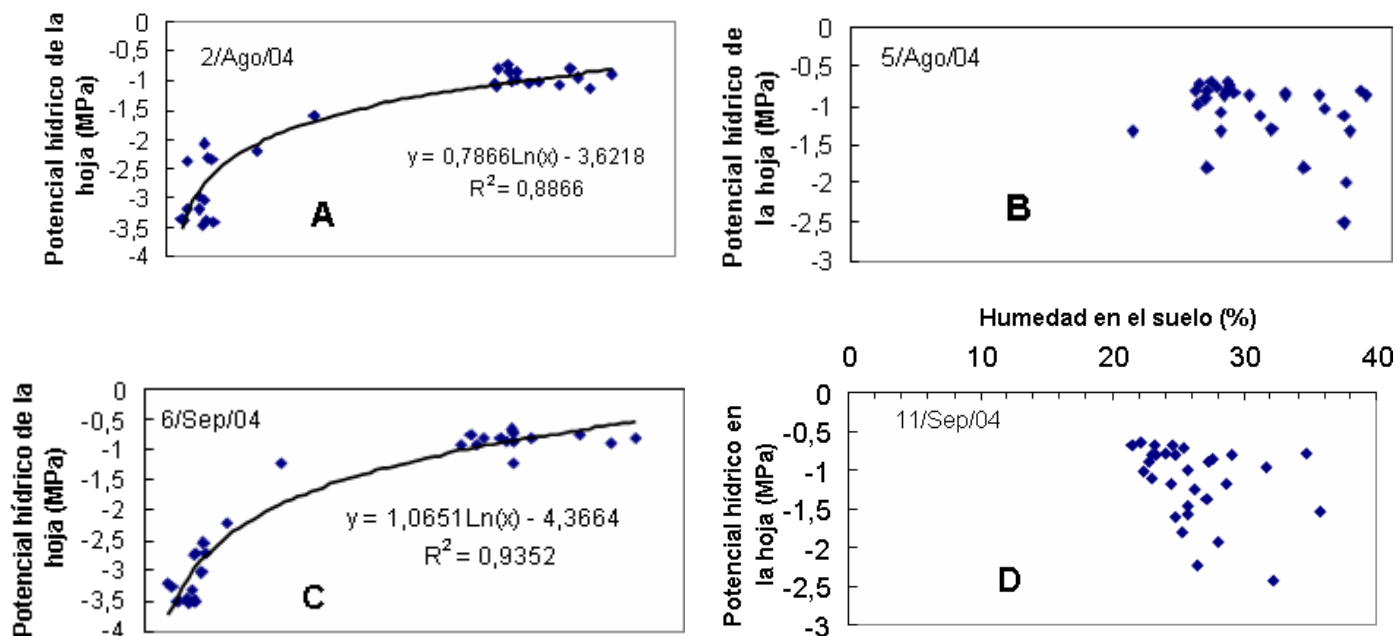 Potencial hídrico de la
hoja (MPa)
0
-0,5
-1
-1,5
-2
-2,5
-3
-3,5
-4
2/Ago/04
y = 0,7866Ln(x) - 3,6218
R² = 0,8866
A
Potencial hídrico de
la hoja (MPa)
0
-0,5
-1
-1,5
-2
-2,5
-3
5/Ago/04
B
Potencial hídrico de la
hoja (MPa)
0
-0,5
-1
-1,5
-2
-2,5
-3
-3,5
-4
6/Sep/04
y = 1,0651Ln(x) - 4,3664
R² = 0,9352
C
Humedad en el suelo (%)
0 10 20 30 40
Potencial hídrico en
la hoja (MPa)
0
-0,5
-1
-1,5
-2
-2,5
-3
11/Sep/04
D